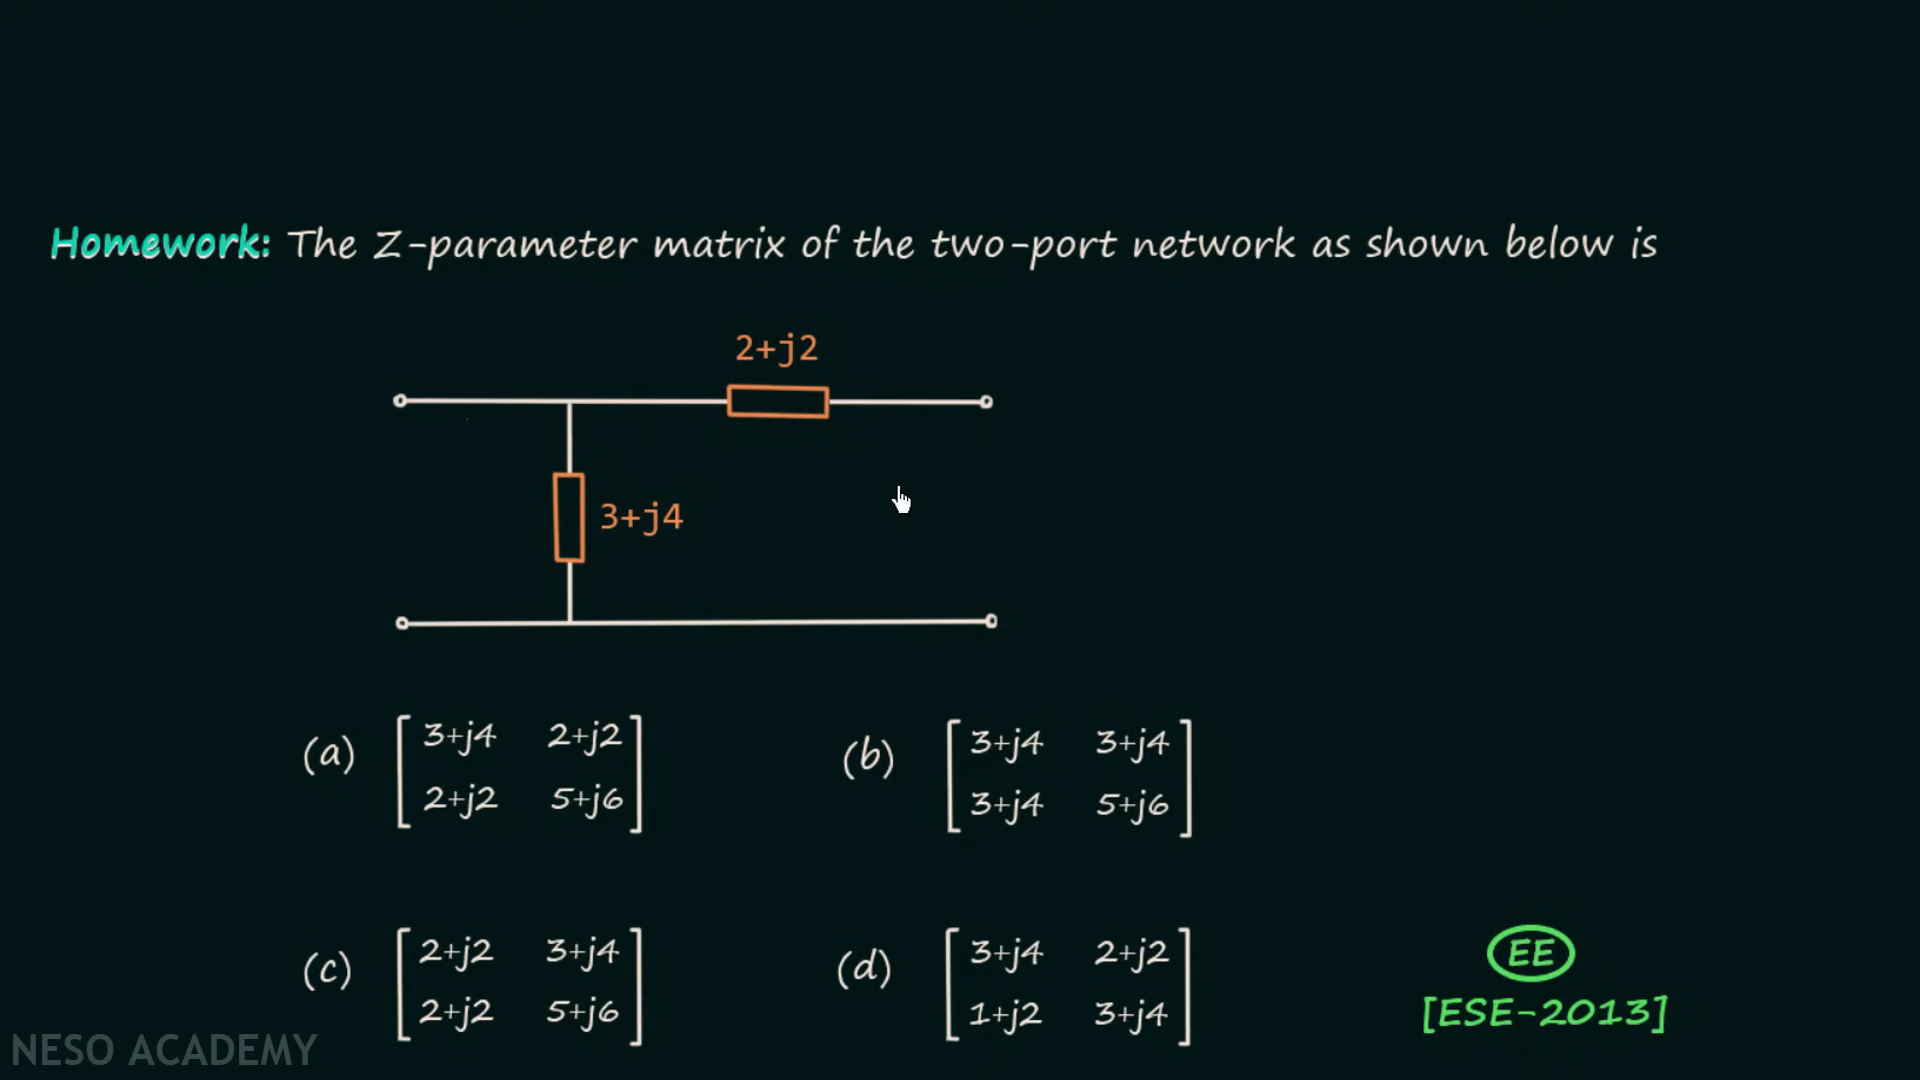 Homework: The Z-parameter matrix of the two-port network as shown below is
2+j2
3+j4
(a) [3+j4 2+j2
2+j2 5+j6]
(b) [3+j4 3+j4
3+j4 5+j6]
(c) [2+j2 3+j4
2+j2 5+j6]
(d) [3+j4 2+j2
1+j2 3+j4]
EE
[ESE-2013]
NESO ACADEMY